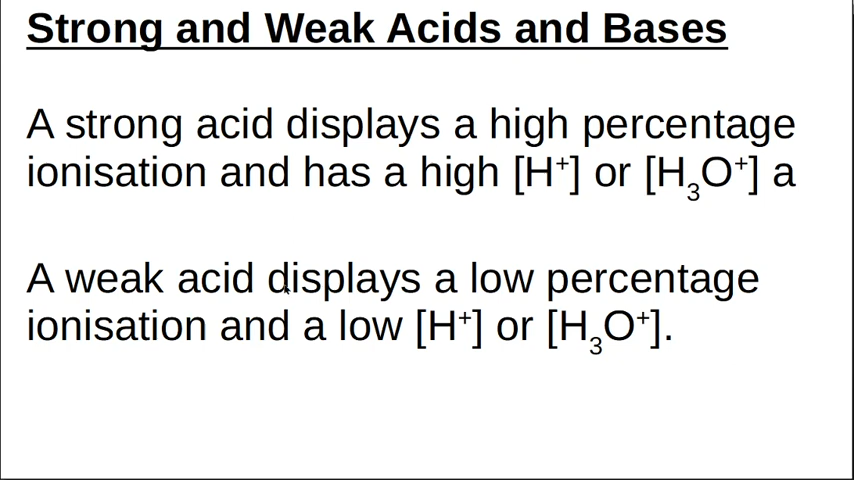 Strong and Weak Acids and Bases
A strong acid displays a high percentage
ionisation and has a high [H⁺] or [H₃O⁺] a
A weak acid displays a low percentage
ionisation and a low [H⁺] or [H₃O⁺].